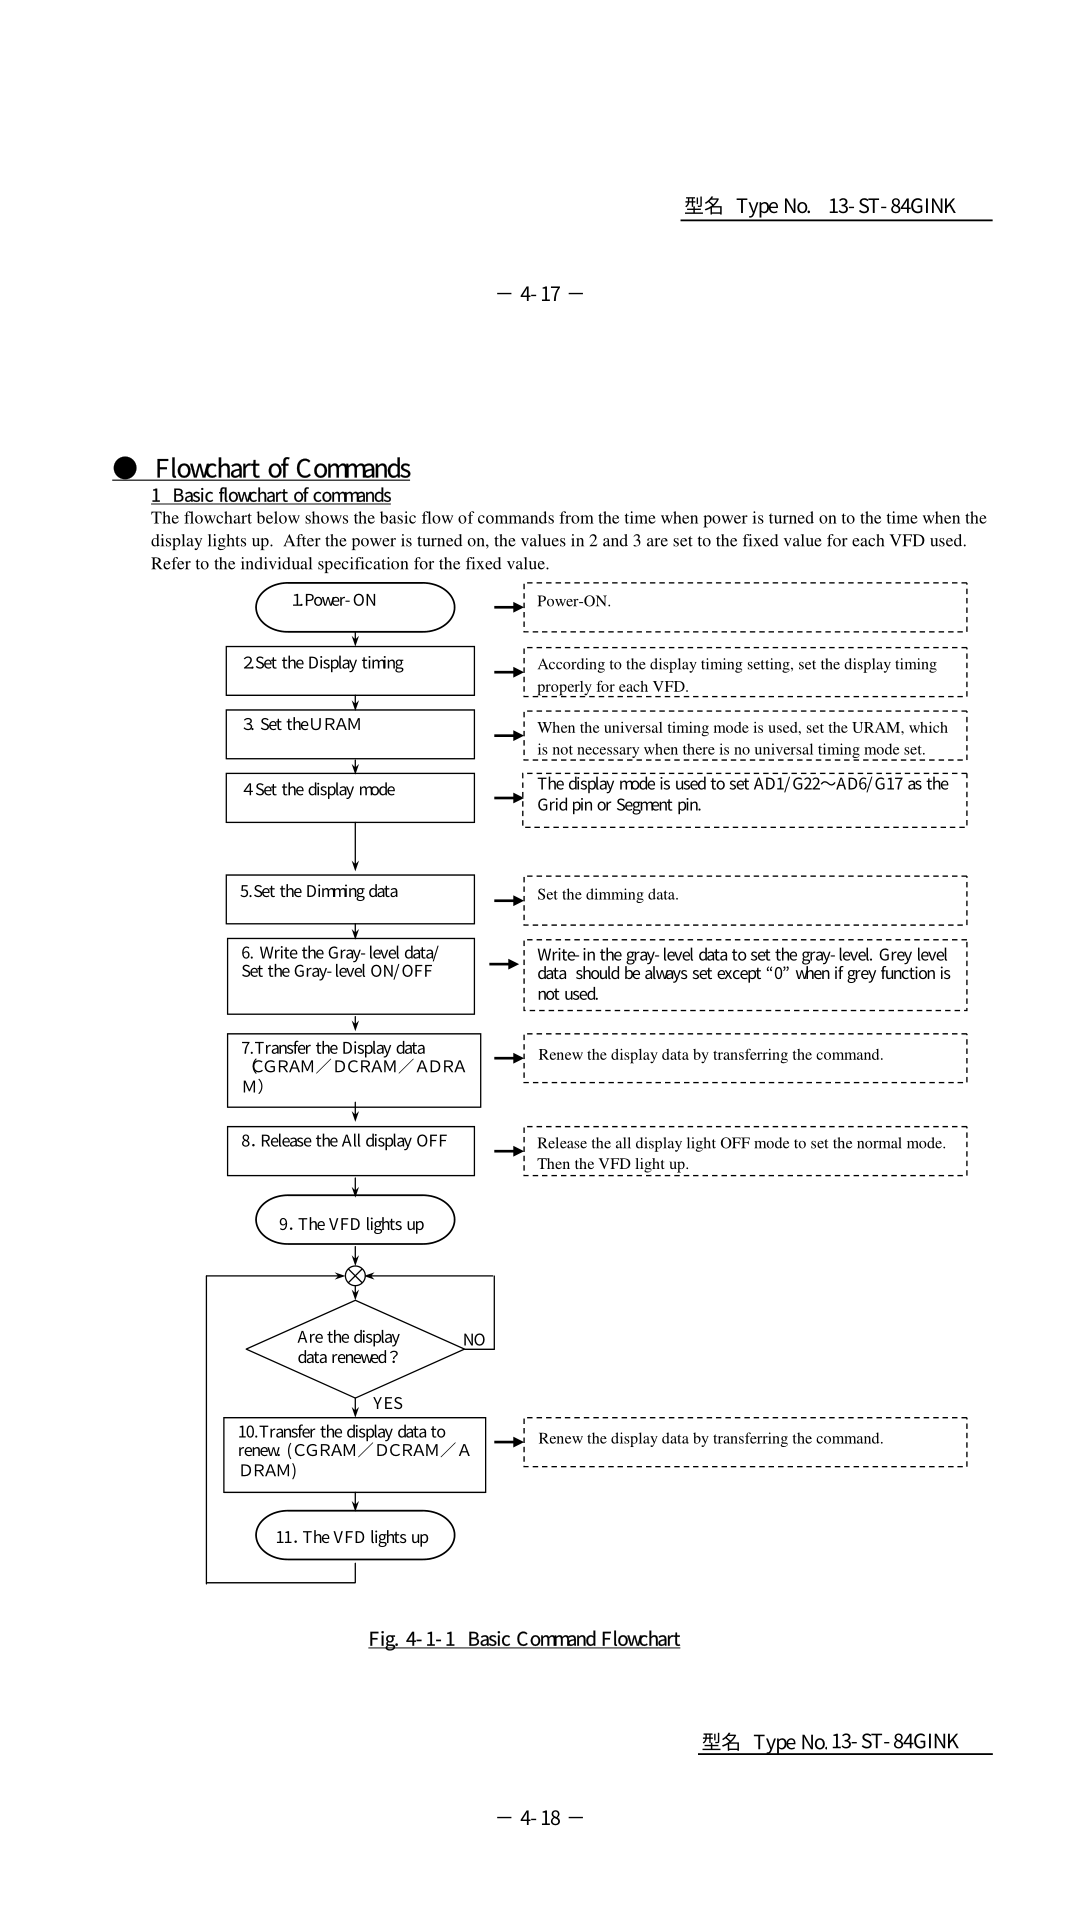 型名 Type No. 13-ST-84GINK
－ 4-17 －
● Flowchart of Commands
1 Basic flowchart of commands
The flowchart below shows the basic flow of commands from the time when power is turned on to the time when the
display lights up. After the power is turned on, the values in 2 and 3 are set to the fixed value for each VFD used.
Refer to the individual specification for the fixed value.
1.Power-ON
Power-ON.
2.Set the Display timing
According to the display timing setting, set the display timing
properly for each VFD.
3. Set the URAM
When the universal timing mode is used, set the URAM, which
is not necessary when there is no universal timing mode set.
4 Set the display mode
The display mode is used to set AD1/G22～AD6/G17 as the
Grid pin or Segment pin.
5.Set the Dimming data
Set the dimming data.
6. Write the Gray-level data/
Set the Gray-level ON/OFF
Write-in the gray-level data to set the gray-level. Grey level
data should be always set except “0” when if grey function is
not used.
7.Transfer the Display data
（CGRAM／DCRAM／ADRA
M）
Renew the display data by transferring the command.
8. Release the All display OFF
Release the all display light OFF mode to set the normal mode.
Then the VFD light up.
9. The VFD lights up
Are the display
data renewed？
NO
YES
10.Transfer the display data to
renew. (CGRAM／DCRAM／A
DRAM)
Renew the display data by transferring the command.
11. The VFD lights up
Fig. 4-1-1 Basic Command Flowchart
型名 Type No. 13-ST-84GINK
－ 4-18 －